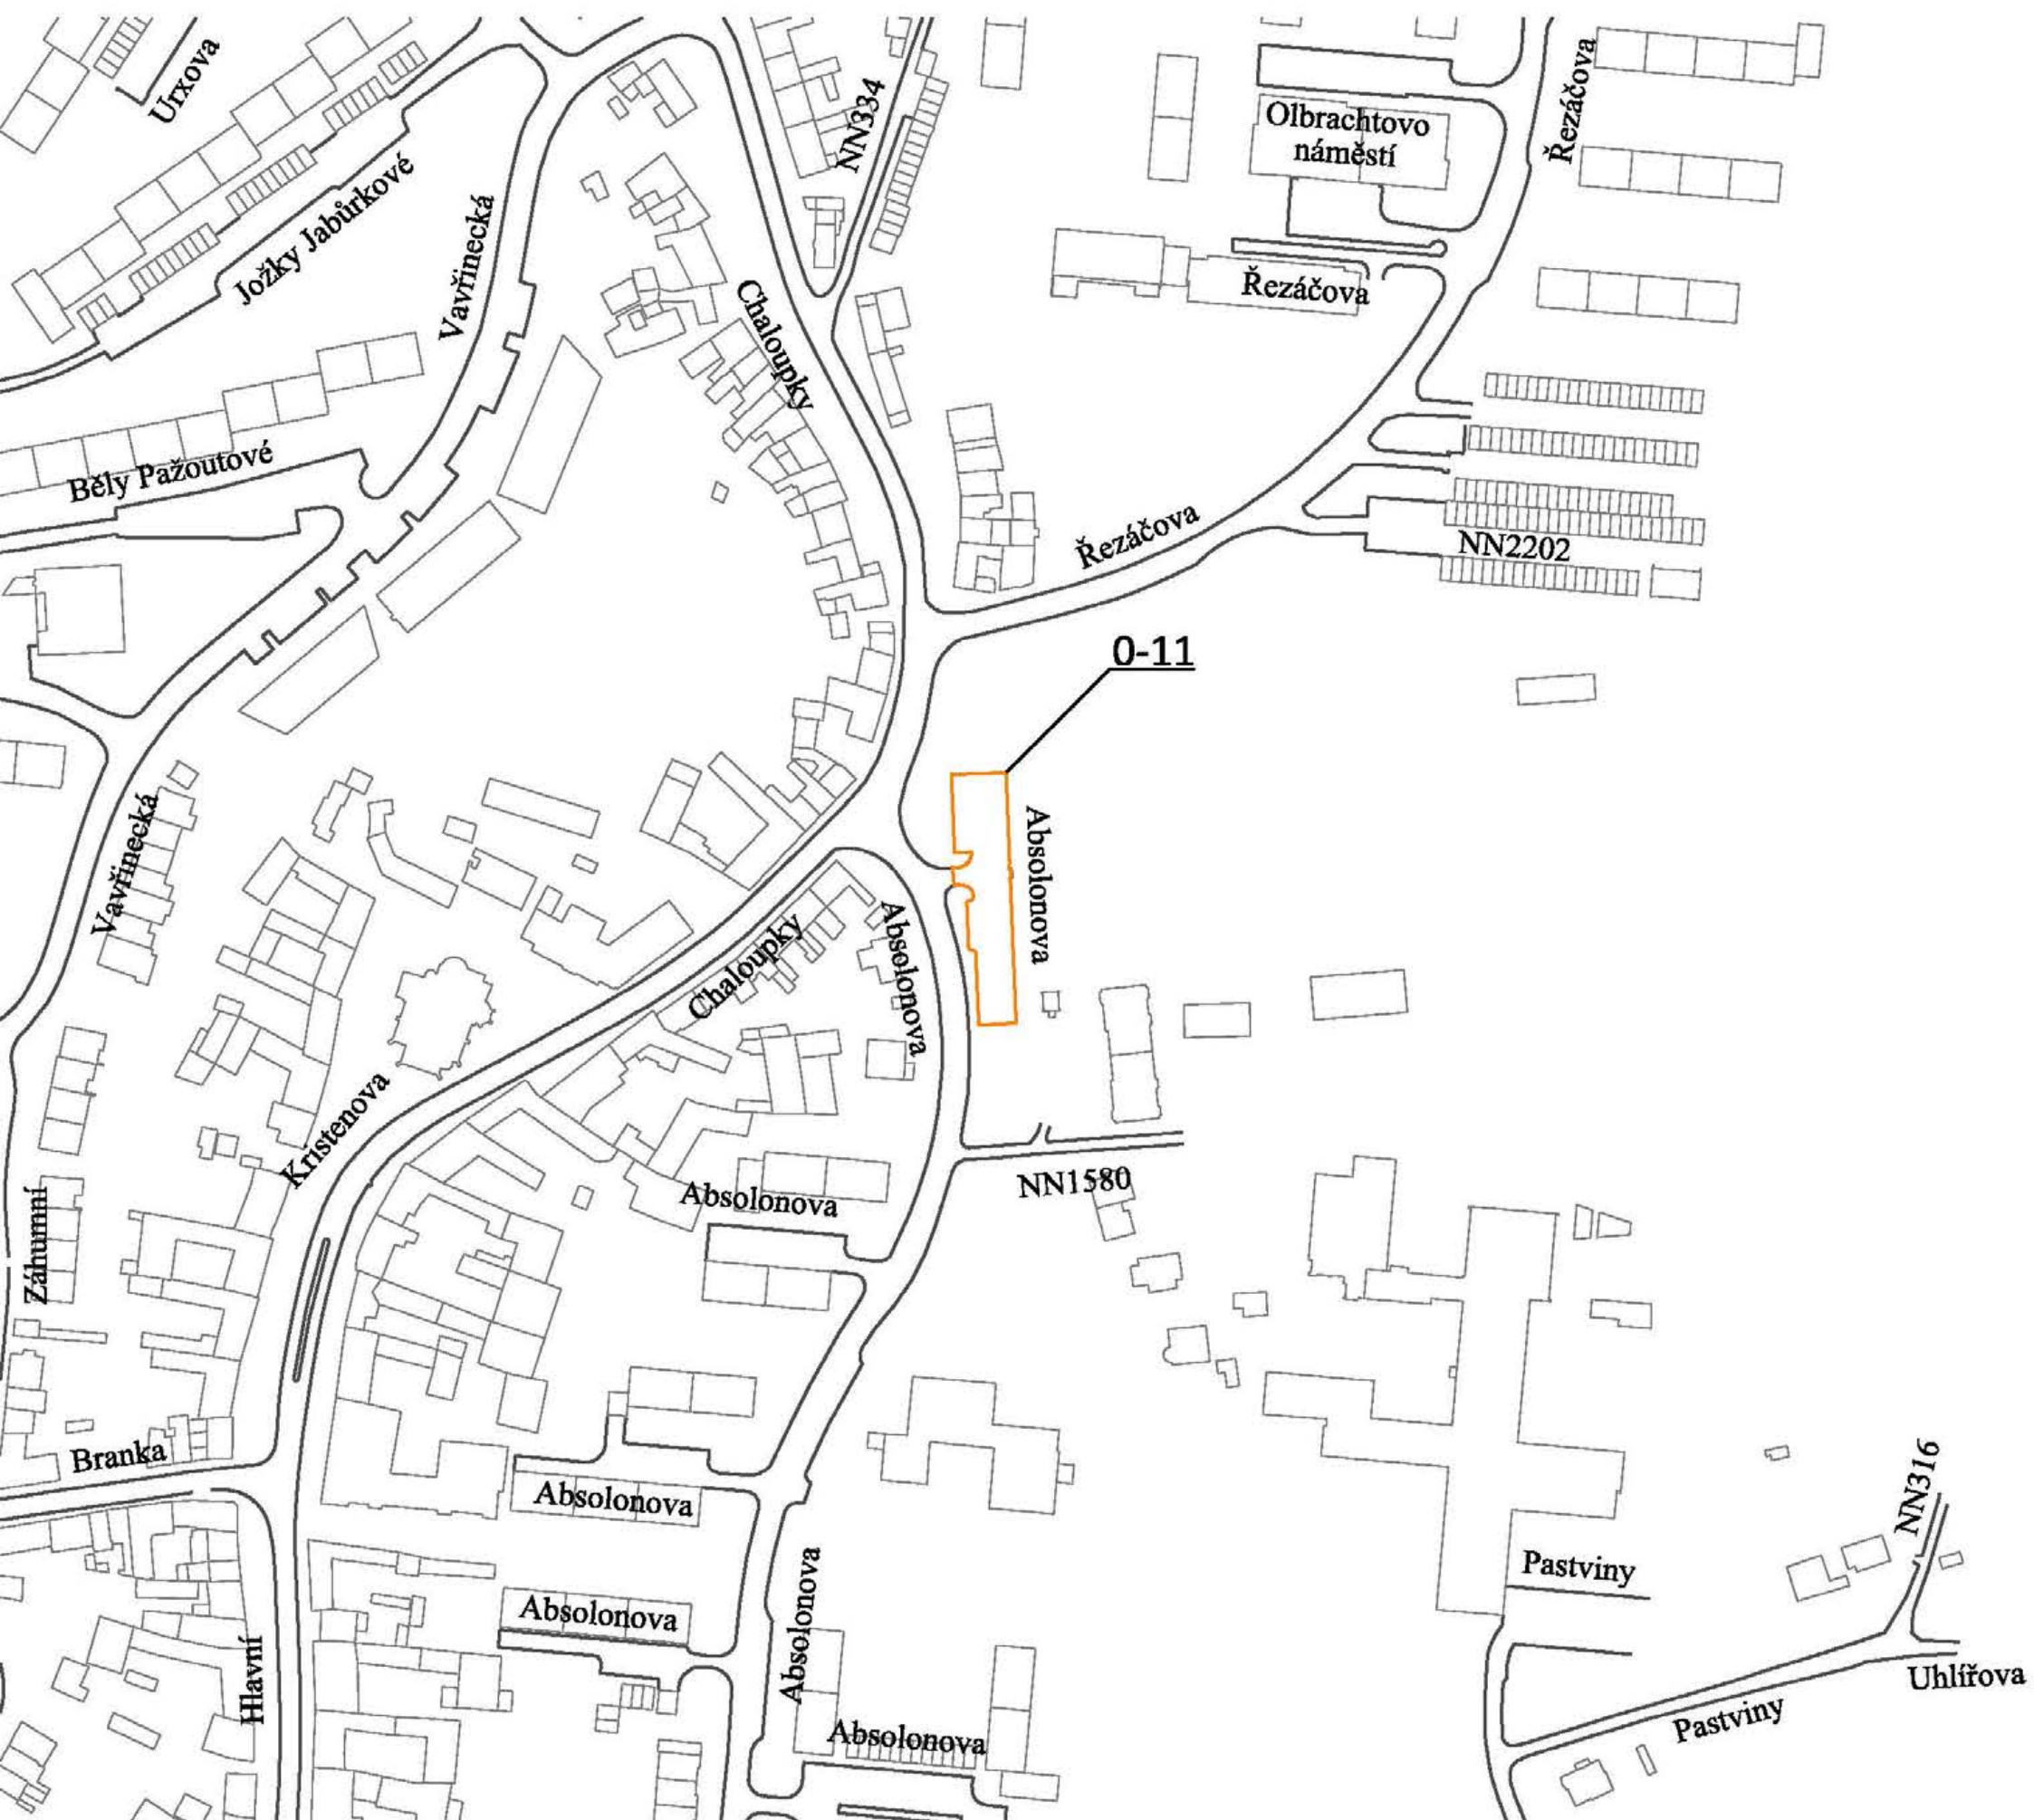 Urxova
NN334
Olbrachtovo
náměstí
Řezáčova
Jožky Jabůrkové
Vavřinecká
Řezáčova
Chaloupky
Běly Pažoutové
Řezáčova
NN2202
0-11
Vavřinecká
Absolonova
Chaloupky
Absolonova
Kristenova
Absolonova
NN1580
Záhumní
Branka
Absolonova
NN316
Absolonova
Absolonova
Pastviny
Hlavní
Absolonova
Pastviny
Uhlířova